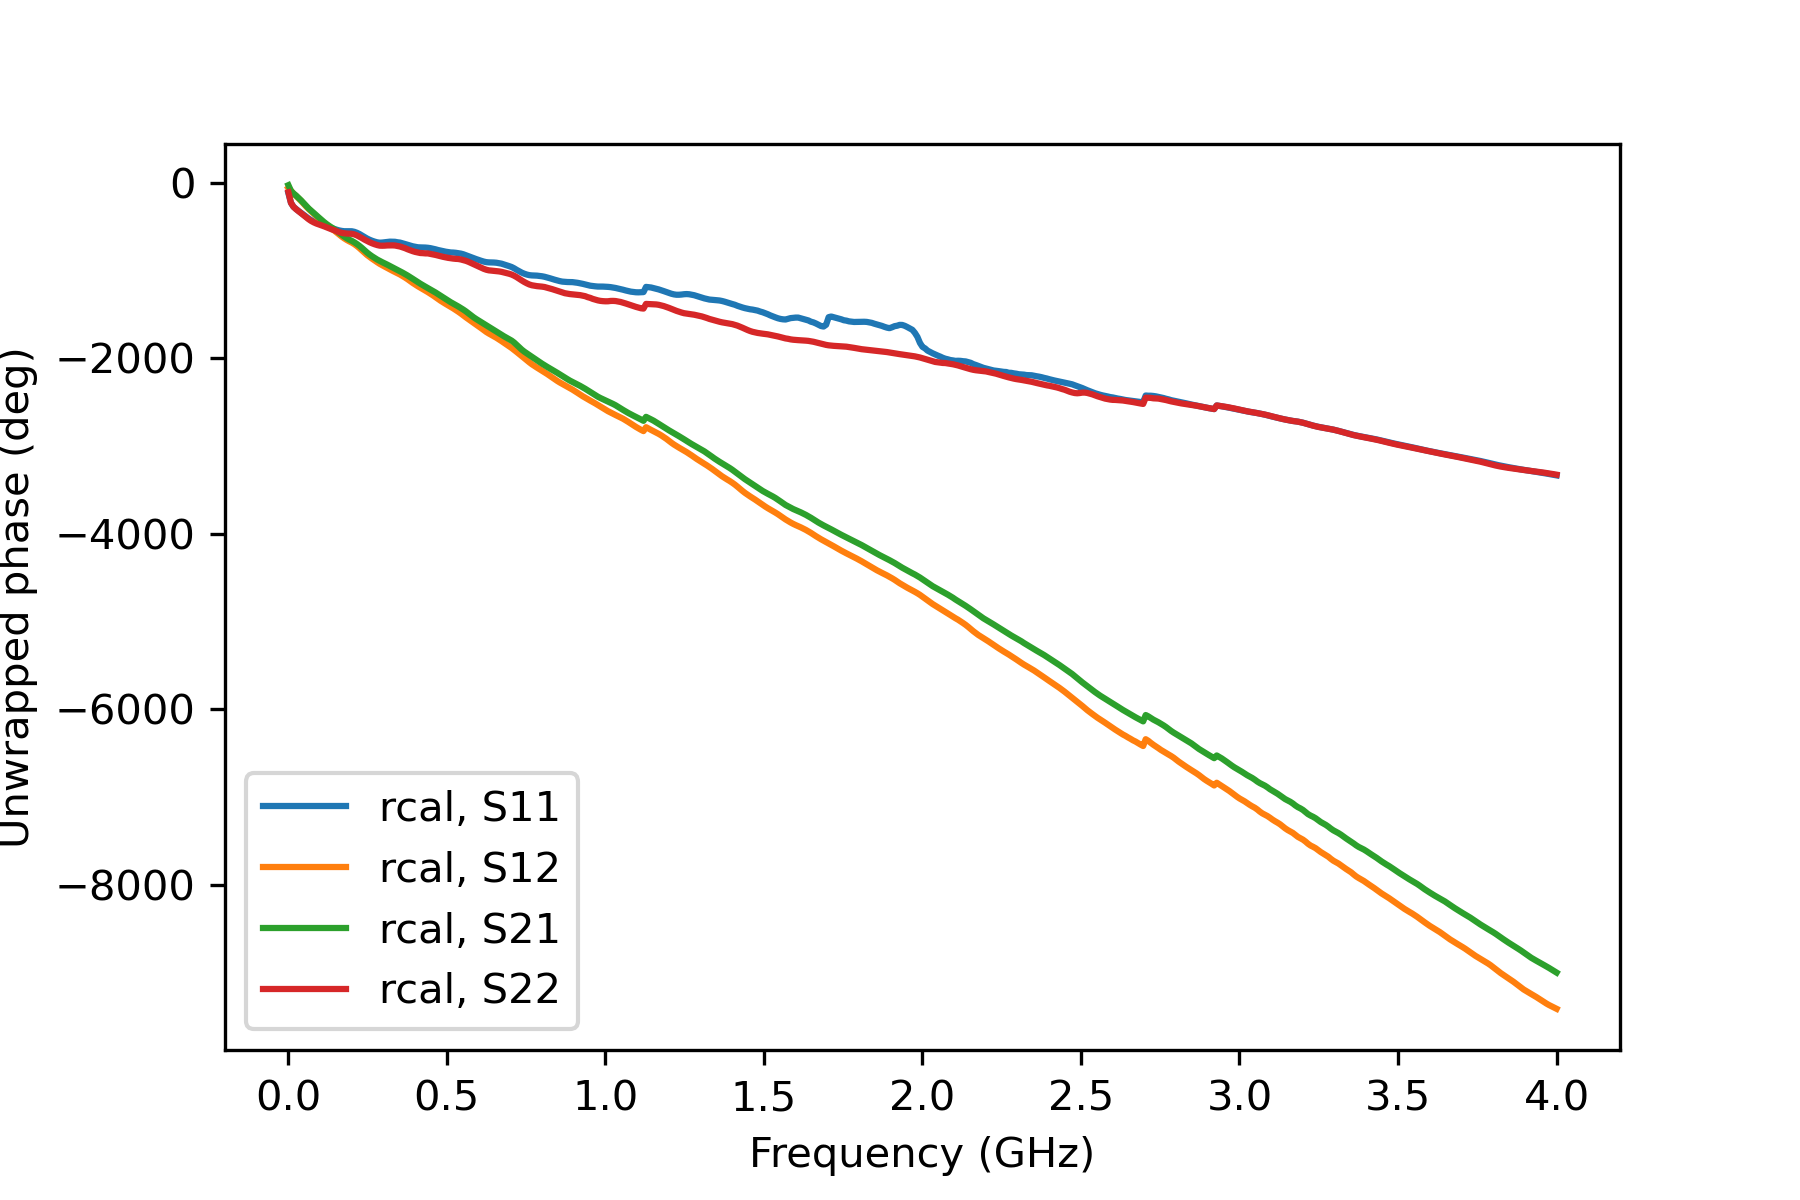 Unwrapped phase (deg)
0
−2000
−4000
−6000
−8000
rcal, S11
rcal, S12
rcal, S21
rcal, S22
0.0 0.5 1.0 1.5 2.0 2.5 3.0 3.5 4.0
Frequency (GHz)